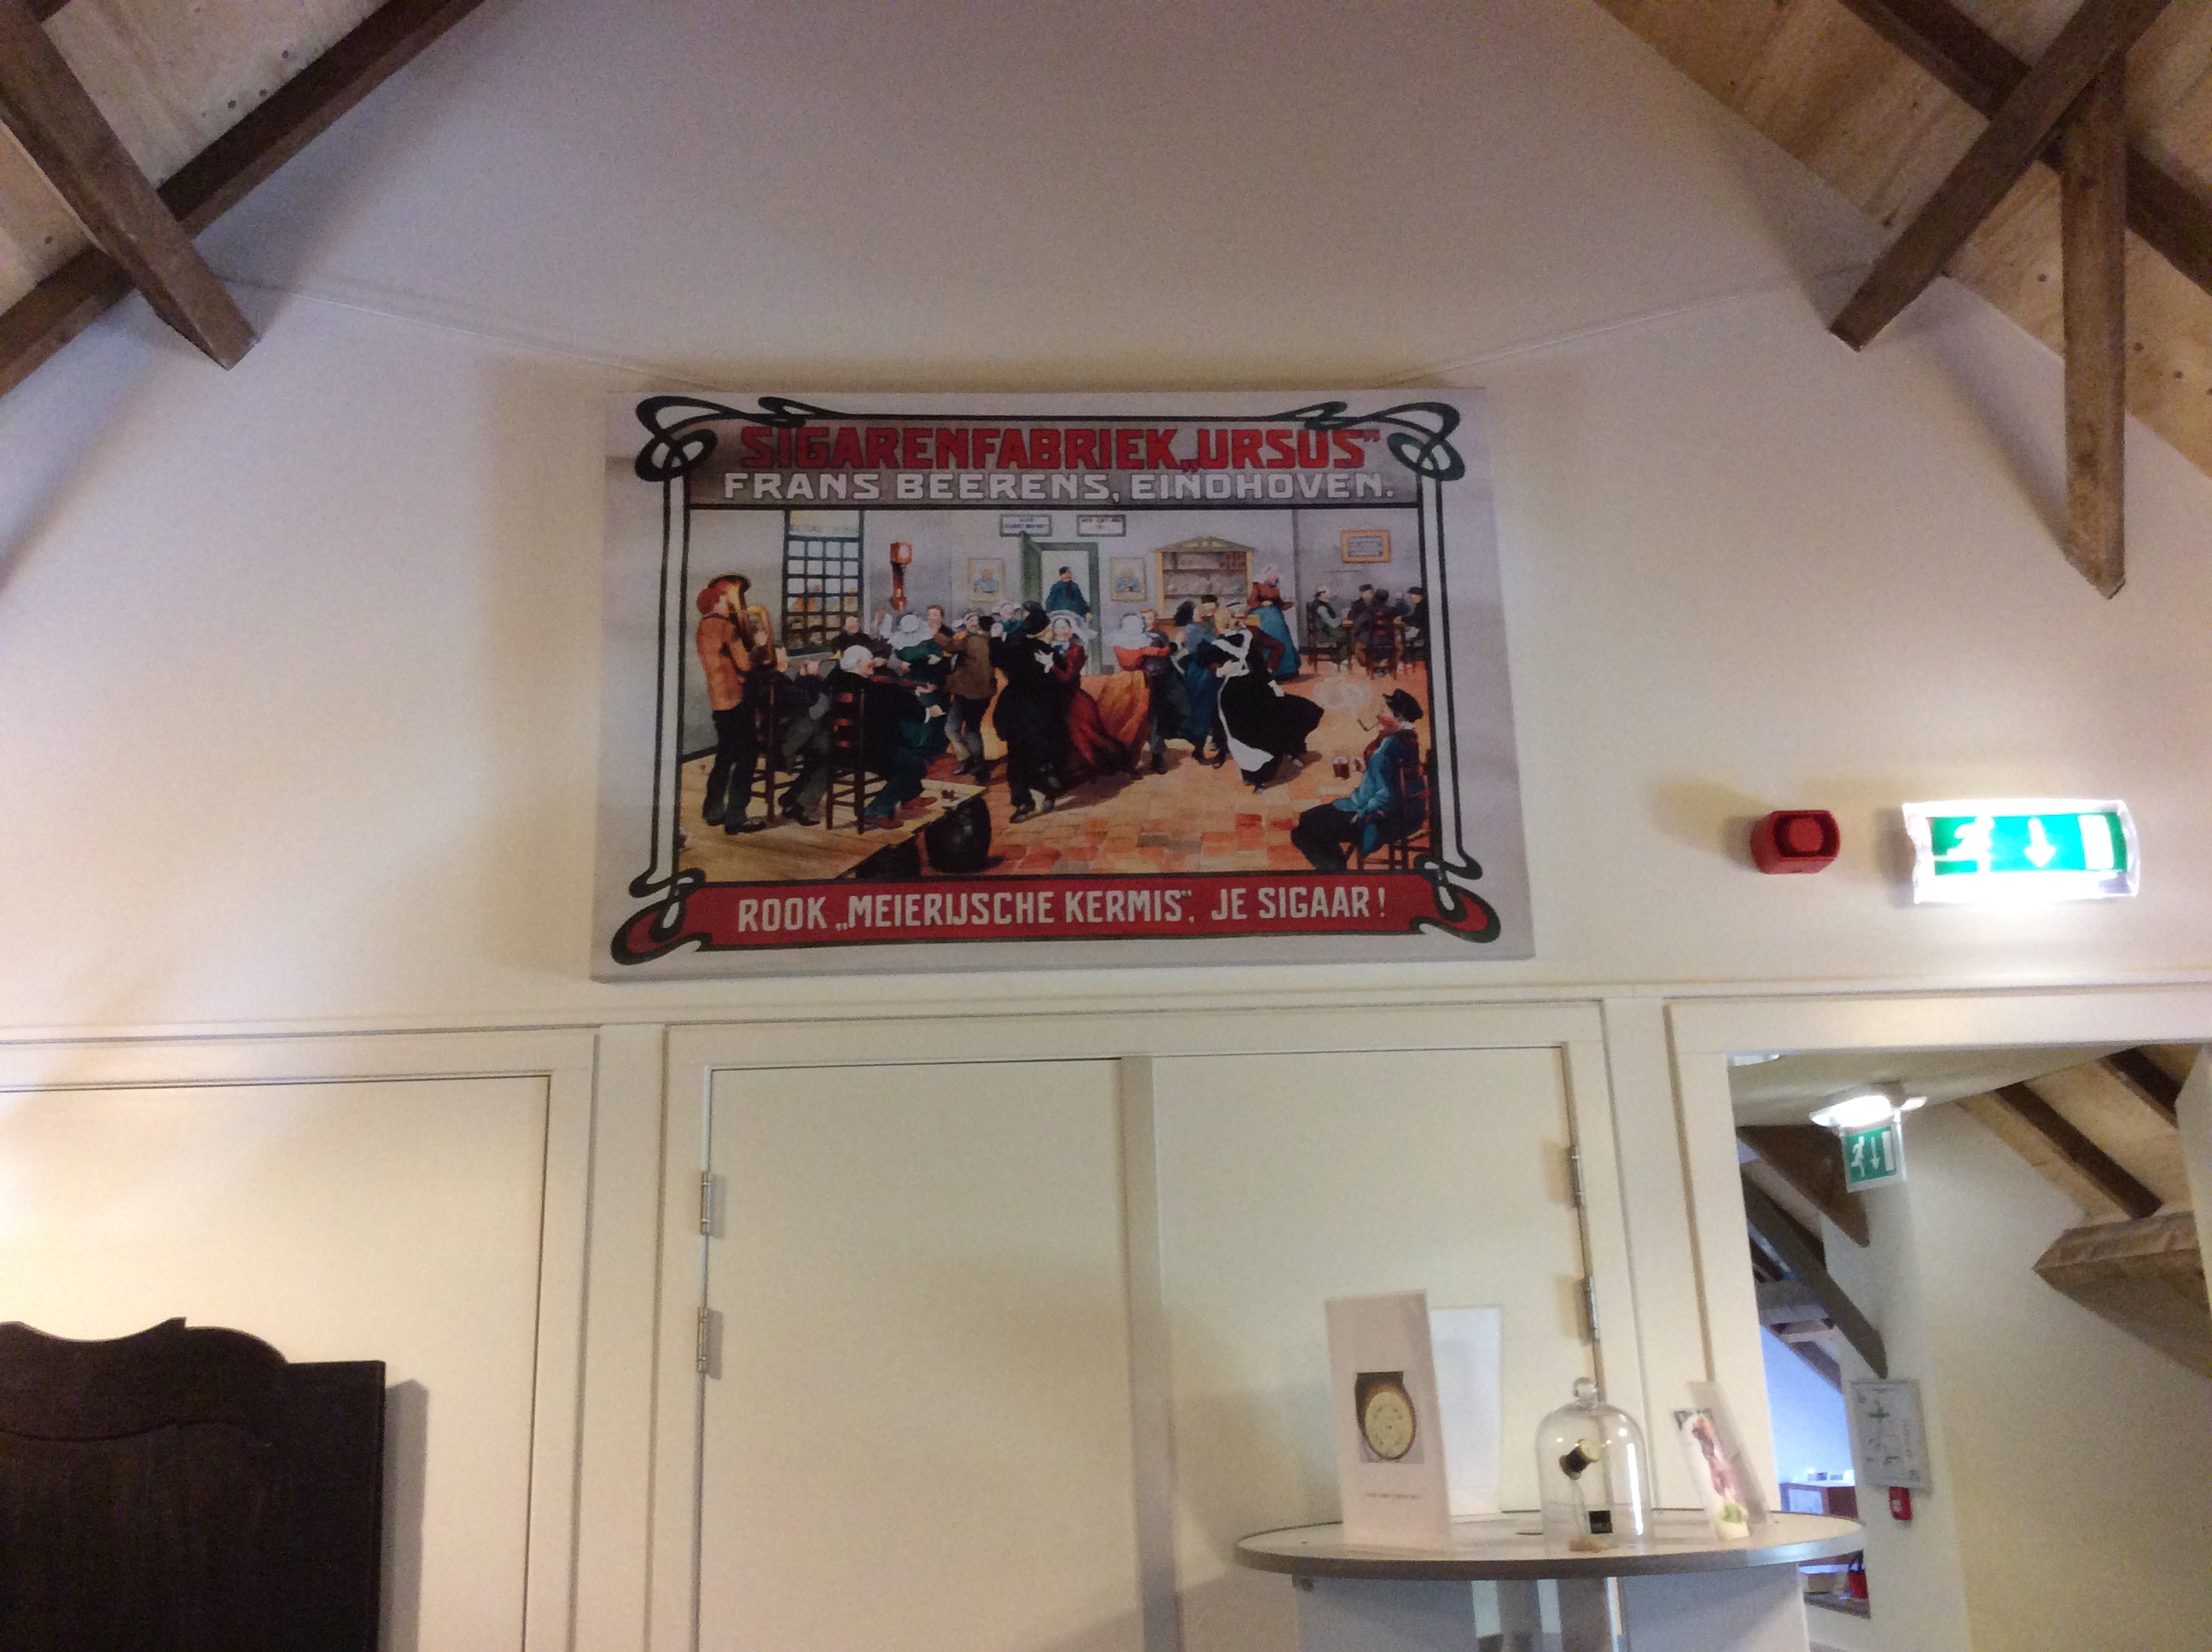 SIGARENFABRIEK „URSUS”
FRANS BEERENS, EINDHOVEN.
ROOK „MEIERIJSCHE KERMIS“, JE SIGAAR!